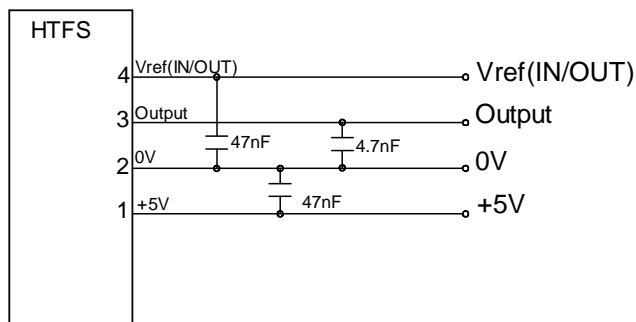 HTFS
4 Vref(IN/OUT) Vref(IN/OUT)
3 Output Output
47nF 4.7nF
2 0V 0V
47nF
1 +5V +5V